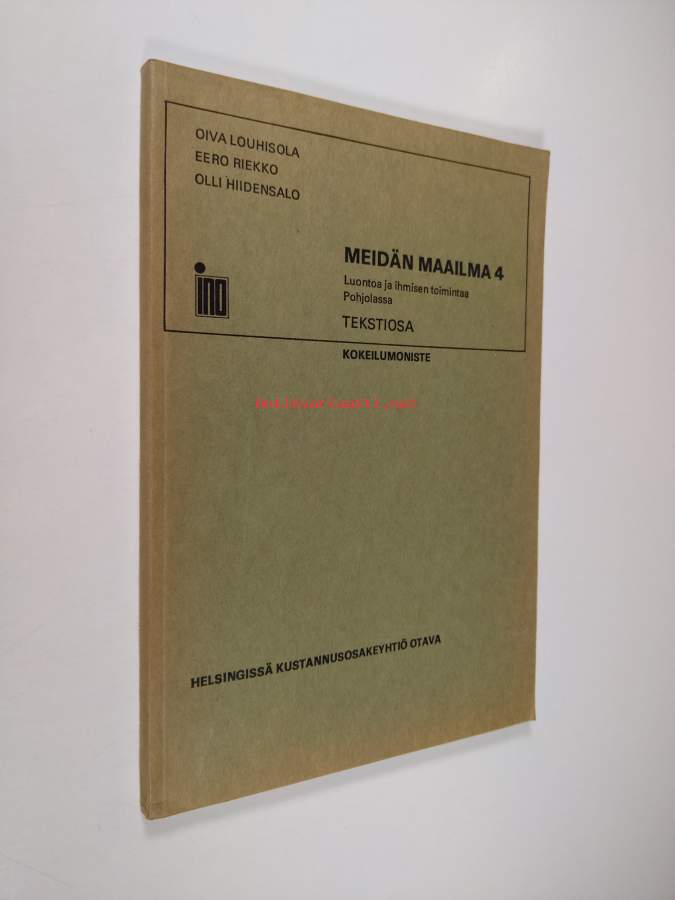 OIVA LOUHISOLA
EERO RIEKKO
OLLI HIIDENSALO
ino
MEIDÄN MAAILMA 4
Luontoa ja ihmisen toimintaa
Pohjolassa
TEKSTIOSA
KOKEILUMONISTE
HELSINGISSÄ KUSTANNUSOSAKEYHTIÖ OTAVA